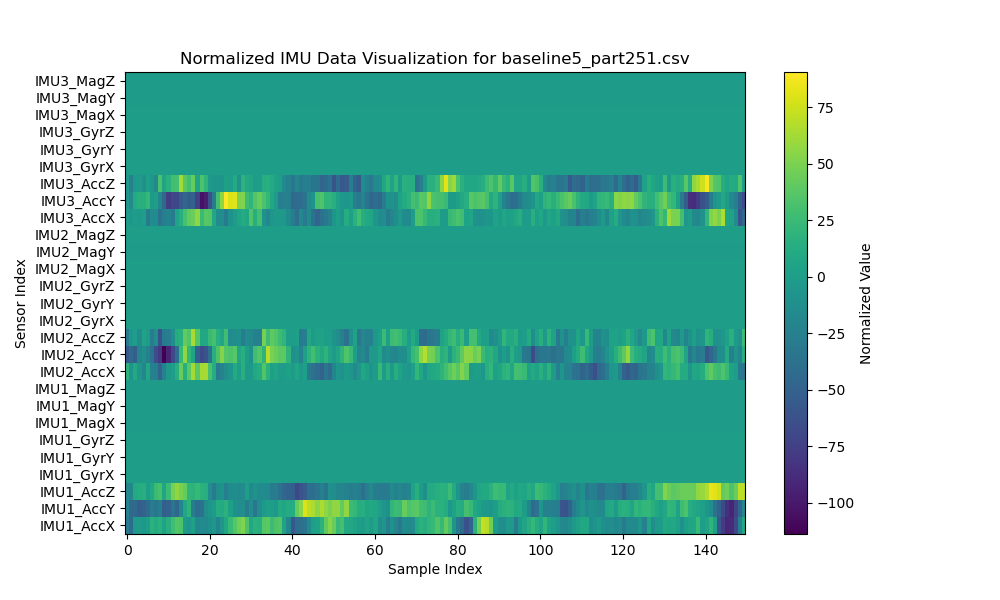 Normalized IMU Data Visualization for baseline5_part251.csv
IMU3_MagZ
IMU3_MagY
IMU3_MagX
IMU3_GyrZ
IMU3_GyrY
IMU3_GyrX
IMU3_AccZ
IMU3_AccY
IMU3_AccX
IMU2_MagZ
IMU2_MagY
IMU2_MagX
IMU2_GyrZ
IMU2_GyrY
IMU2_GyrX
IMU2_AccZ
IMU2_AccY
IMU2_AccX
IMU1_MagZ
IMU1_MagY
IMU1_MagX
IMU1_GyrZ
IMU1_GyrY
IMU1_GyrX
IMU1_AccZ
IMU1_AccY
IMU1_AccX
Sensor Index
0 20 40 60 80 100 120 140
Sample Index
75
50
25
0
−25
−50
−75
−100
Normalized Value